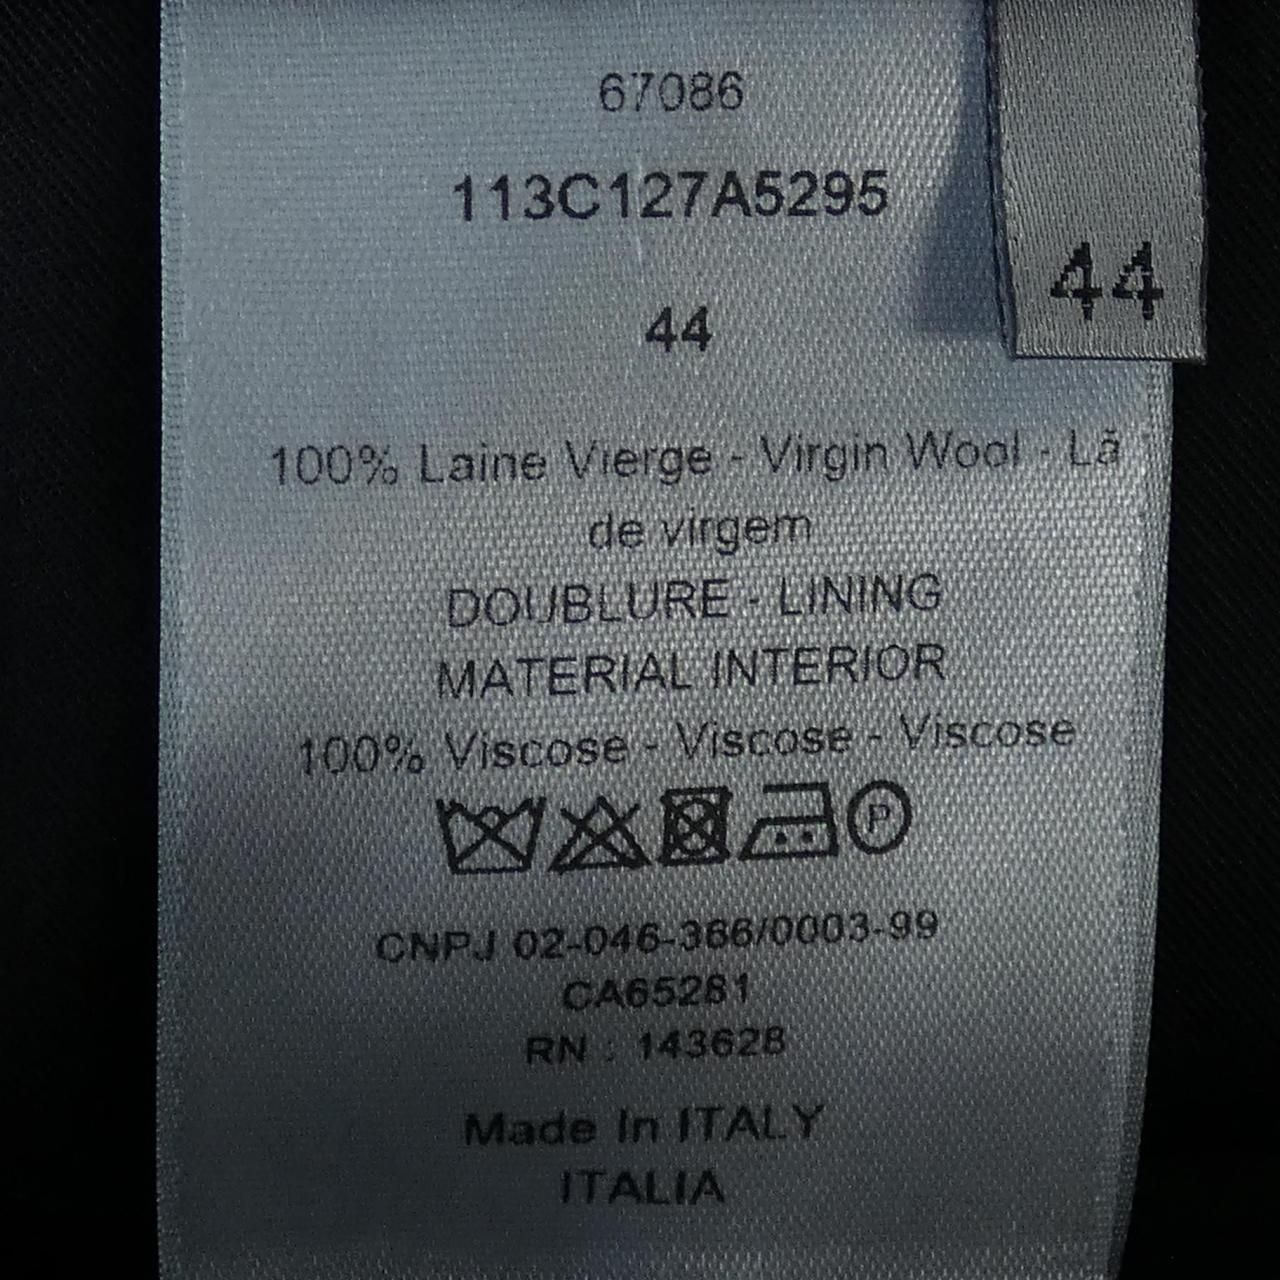 67086
113C127A5295
44
44
100% Laine Vierge - Virgin Wool - Lã
de virgem
DOUBLURE - LINING
MATERIAL INTERIOR
100% Viscose - Viscose - Viscose
P
CNPJ 02-046-366/0003-99
CA65281
RN : 143628
Made In ITALY
ITALIA